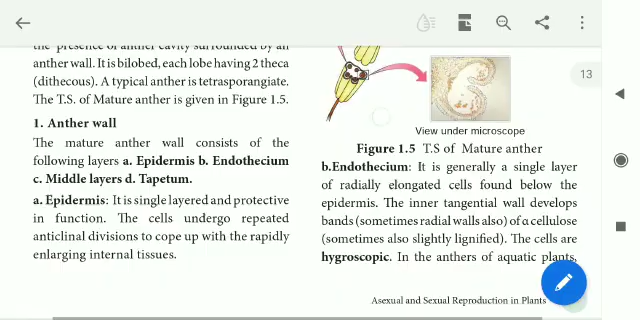 the presence of anther cavity surrounded by an
anther wall. It is bilobed, each lobe having 2 theca
(dithecous). A typical anther is tetrasporangiate.
The T.S. of Mature anther is given in Figure 1.5.
1. Anther wall
The mature anther wall consists of the
following layers a. Epidermis b. Endothecium
c. Middle layers d. Tapetum.
a. Epidermis: It is single layered and protective
in function. The cells undergo repeated
anticlinal divisions to cope up with the rapidly
enlarging internal tissues.
13
View under microscope
Figure 1.5 T.S of Mature anther
b.Endothecium: It is generally a single layer
of radially elongated cells found below the
epidermis. The inner tangential wall develops
bands (sometimes radial walls also) of α cellulose
(sometimes also slightly lignified). The cells are
hygroscopic. In the anthers of aquatic plants,
Asexual and Sexual Reproduction in Plants